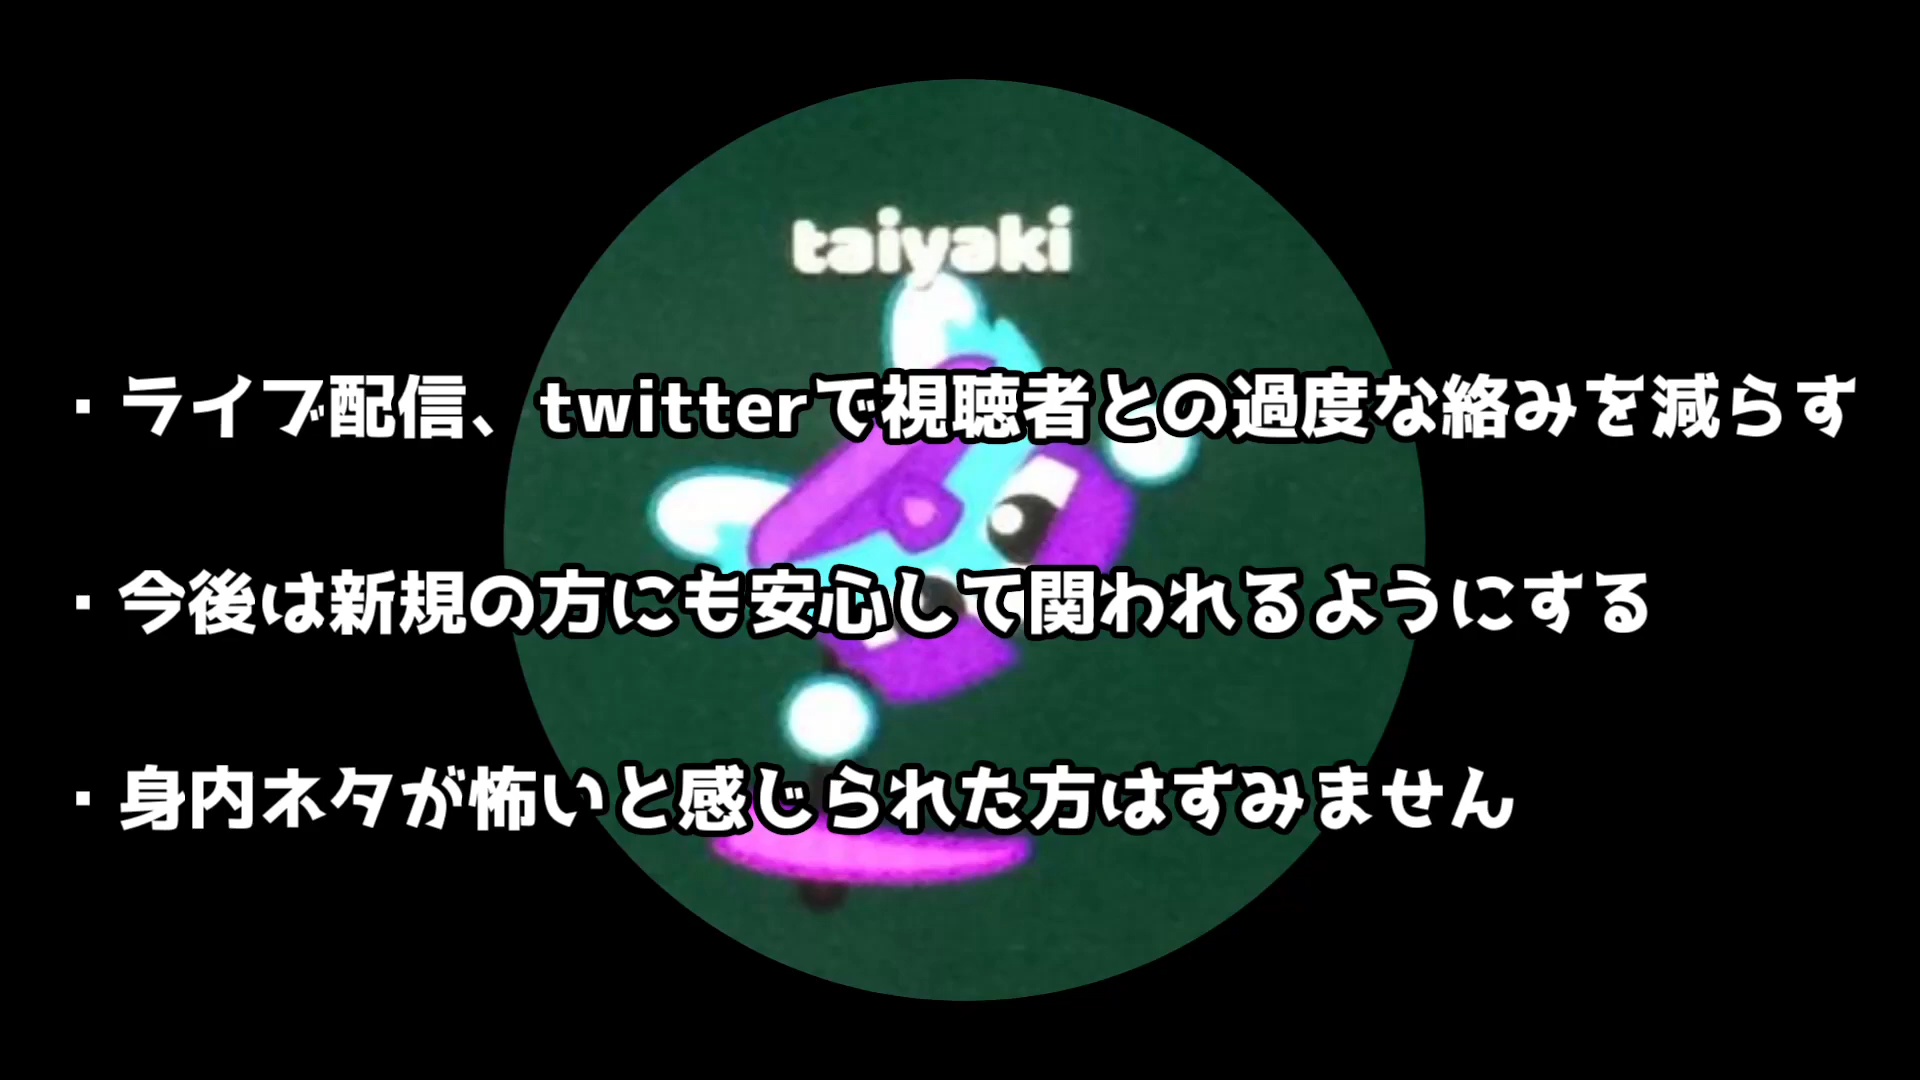 taiyaki
・ライブ配信、twitterで視聴者との過度な絡みを減らす
・今後は新規の方にも安心して関われるようにする
・身内ネタが怖いと感じられた方はすみません